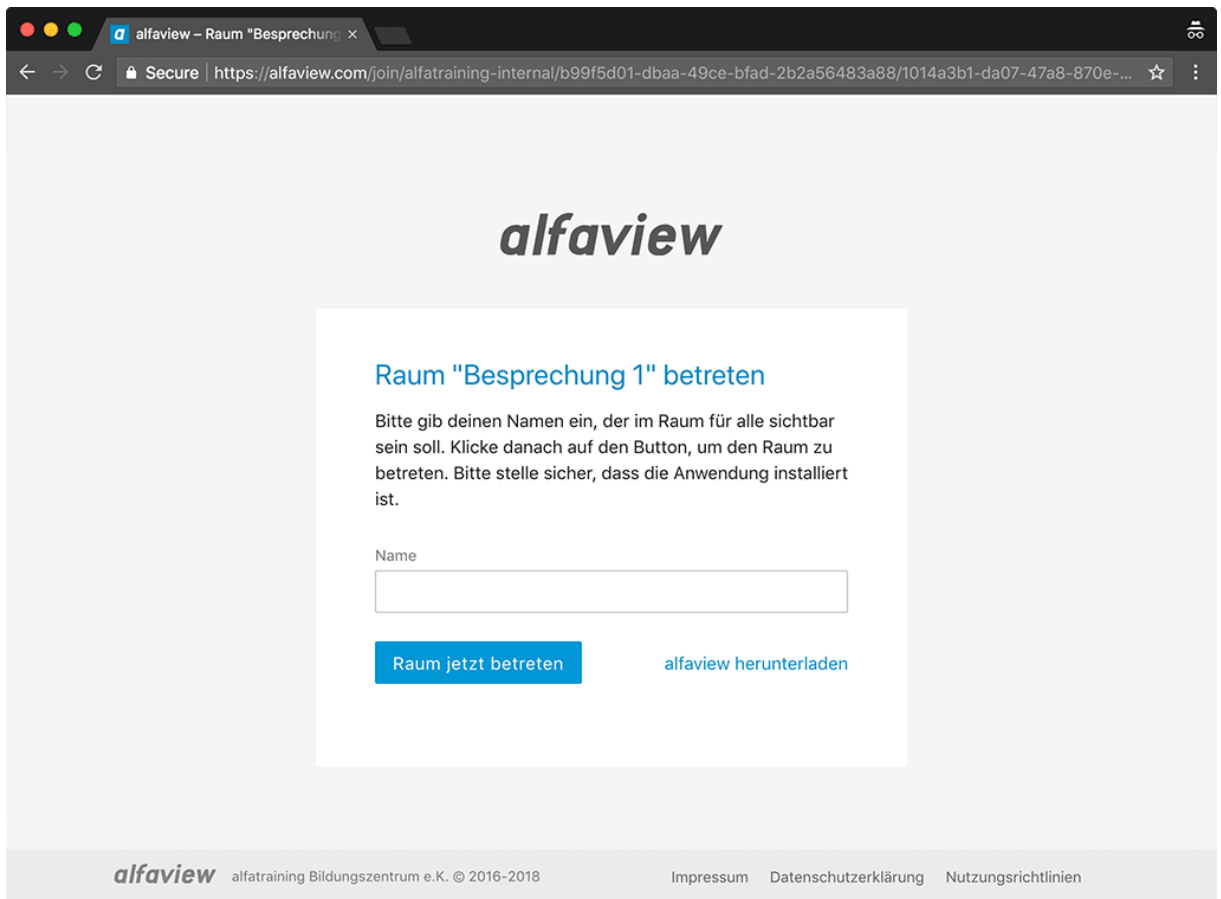 alfaview – Raum "Besprechung
Secure https://alfaview.com/join/alfatraining-internal/b99f5d01-dbaa-49ce-bfad-2b2a56483a88/1014a3b1-da07-47a8-870e-...
alfaview
Raum "Besprechung 1" betreten
Bitte gib deinen Namen ein, der im Raum für alle sichtbar
sein soll. Klicke danach auf den Button, um den Raum zu
betreten. Bitte stelle sicher, dass die Anwendung installiert
ist.
Name
Raum jetzt betreten alfaview herunterladen
alfaview alfatraining Bildungszentrum e.K. © 2016-2018 Impressum Datenschutzerklärung Nutzungsrichtlinien